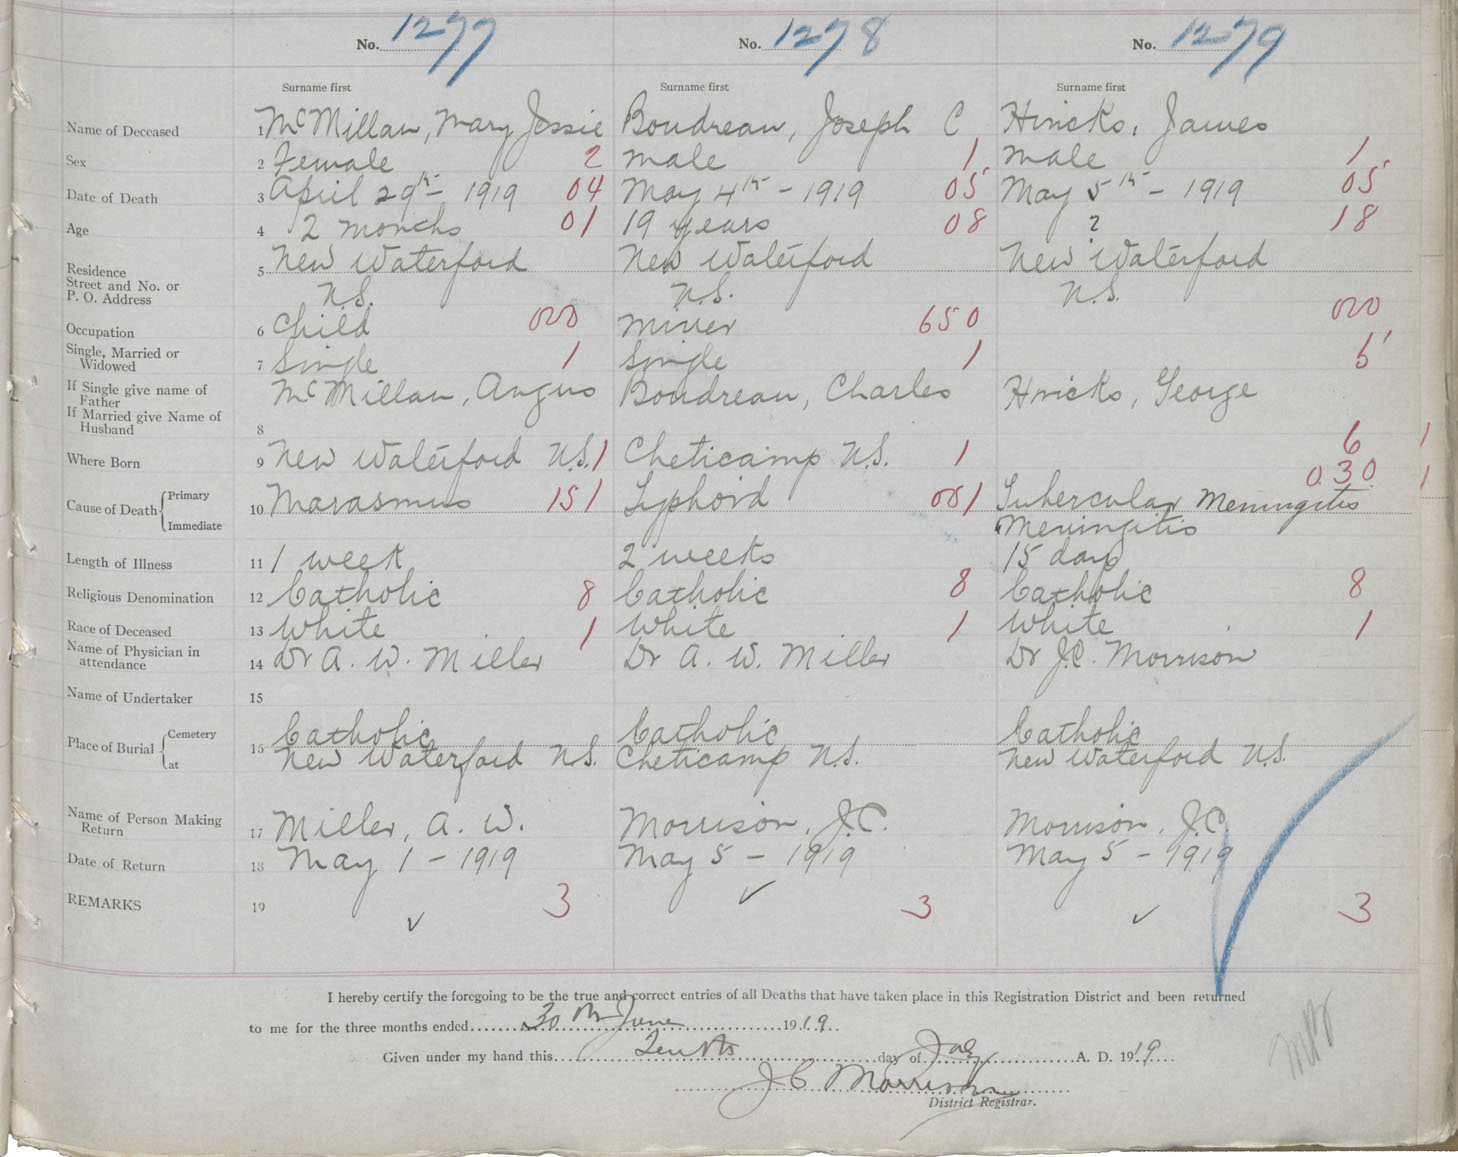 No. 1277 No. 1278 No. 1279
Surname first Surname first Surname first
Name of Deceased 1 McMillan, Mary Jessie Boudreau, Joseph C Hincks, James
Sex 2 Female 2 male 1 male 1
Date of Death 3 April 29th - 1919 04 May 4th - 1919 05 May 5th - 1919 05
Age 4 2 months 01 19 years 08 ? 18
Residence 5 New Waterford New Waterford New Waterford
Street and No. or
P. O. Address N.S. N.S. N.S.
Occupation 6 Child 000 miner 650 000
Single, Married or
Widowed 7 Single 1 Single 1 5
If Single give name of
Father McMillan, Angus Boudreau, Charles Hincks, George
If Married give Name of
Husband 8
Where Born 9 New Waterford N.S. 1 Cheticamp N.S. 1 6 1
030 1
Cause of Death { Primary 10 Marasmus 151 Typhoid 001 Tubercular Meningitis
Immediate Meningitis
Length of Illness 11 1 week 2 weeks 15 days
Religious Denomination 12 Catholic 8 Catholic 8 Catholic 8
Race of Deceased 13 White 1 White 1 White 1
Name of Physician in
attendance 14 Dr A. W. Miller Dr A. W. Miller Dr J.C. Morrison
Name of Undertaker 15
Place of Burial { Cemetery 16 Catholic Catholic Catholic
at New Waterford N.S. Cheticamp N.S. New Waterford N.S.
Name of Person Making
Return 17 Miller, A. W. Morrison, J.C. Morrison, J.C.
Date of Return 18 May 1 - 1919 May 5 - 1919 May 5 - 1919
REMARKS 19 3 3 3
✓ ✓ ✓
I hereby certify the foregoing to be the true and correct entries of all Deaths that have taken place in this Registration District and been returned
to me for the three months ended 30th June 1919.
Given under my hand this Tenth day of July A. D. 1919
J C Morrison
District Registrar.